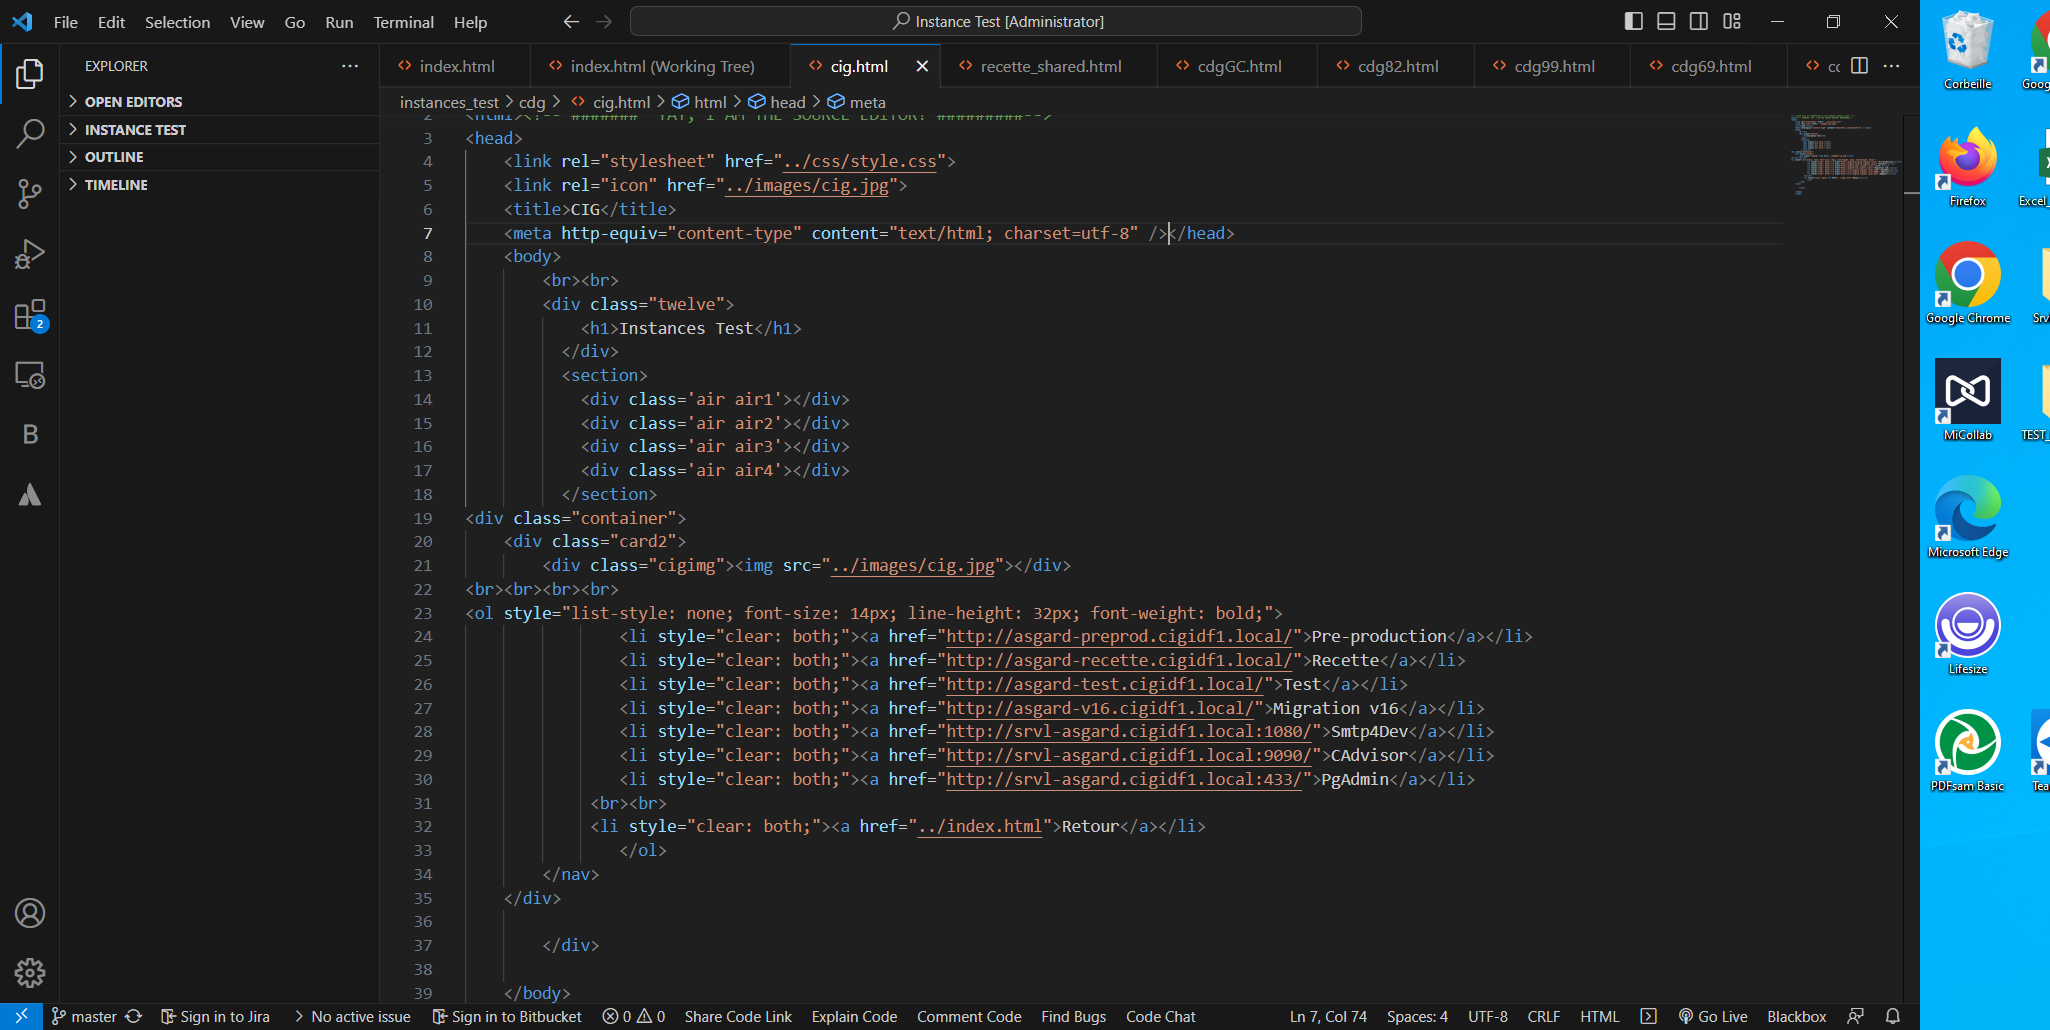 File Edit Selection View Go Run Terminal Help
Instance Test [Administrator]
EXPLORER
OPEN EDITORS
INSTANCE TEST
OUTLINE
TIMELINE
2
B
index.html
index.html (Working Tree)
cig.html
recette_shared.html
cdgGC.html
cdg82.html
cdg99.html
cdg69.html
instances_test > cdg > cig.html > html > head > meta
2 <html><!-- ####### YAY, I AM THE SOURCE EDITOR! #########-->
3 <head>
4 <link rel="stylesheet" href="../css/style.css">
5 <link rel="icon" href="../images/cig.jpg">
6 <title>CIG</title>
7 <meta http-equiv="content-type" content="text/html; charset=utf-8" /></head>
8 <body>
9 <br><br>
10 <div class="twelve">
11 <h1>Instances Test</h1>
12 </div>
13 <section>
14 <div class='air air1'></div>
15 <div class='air air2'></div>
16 <div class='air air3'></div>
17 <div class='air air4'></div>
18 </section>
19 <div class="container">
20 <div class="card2">
21 <div class="cigimg"><img src="../images/cig.jpg"></div>
22 <br><br><br><br>
23 <ol style="list-style: none; font-size: 14px; line-height: 32px; font-weight: bold;">
24 <li style="clear: both;"><a href="http://asgard-preprod.cigidf1.local/">Pre-production</a></li>
25 <li style="clear: both;"><a href="http://asgard-recette.cigidf1.local/">Recette</a></li>
26 <li style="clear: both;"><a href="http://asgard-test.cigidf1.local/">Test</a></li>
27 <li style="clear: both;"><a href="http://asgard-v16.cigidf1.local/">Migration v16</a></li>
28 <li style="clear: both;"><a href="http://srvl-asgard.cigidf1.local:1080/">Smtp4Dev</a></li>
29 <li style="clear: both;"><a href="http://srvl-asgard.cigidf1.local:9090/">CAdvisor</a></li>
30 <li style="clear: both;"><a href="http://srvl-asgard.cigidf1.local:433/">PgAdmin</a></li>
31 <br><br>
32 <li style="clear: both;"><a href="../index.html">Retour</a></li>
33 </ol>
34 </nav>
35 </div>
36
37 </div>
38
39 </body>
master Sign in to Jira No active issue Sign in to Bitbucket 0 0 Share Code Link Explain Code Comment Code Find Bugs Code Chat Ln 7, Col 74 Spaces: 4 UTF-8 CRLF HTML Go Live Blackbox
Corbeille
Goog
Firefox
Excel_
Google Chrome
Srv
MiCollab
TEST_
Microsoft Edge
Lifesize
PDFsam Basic
Tea